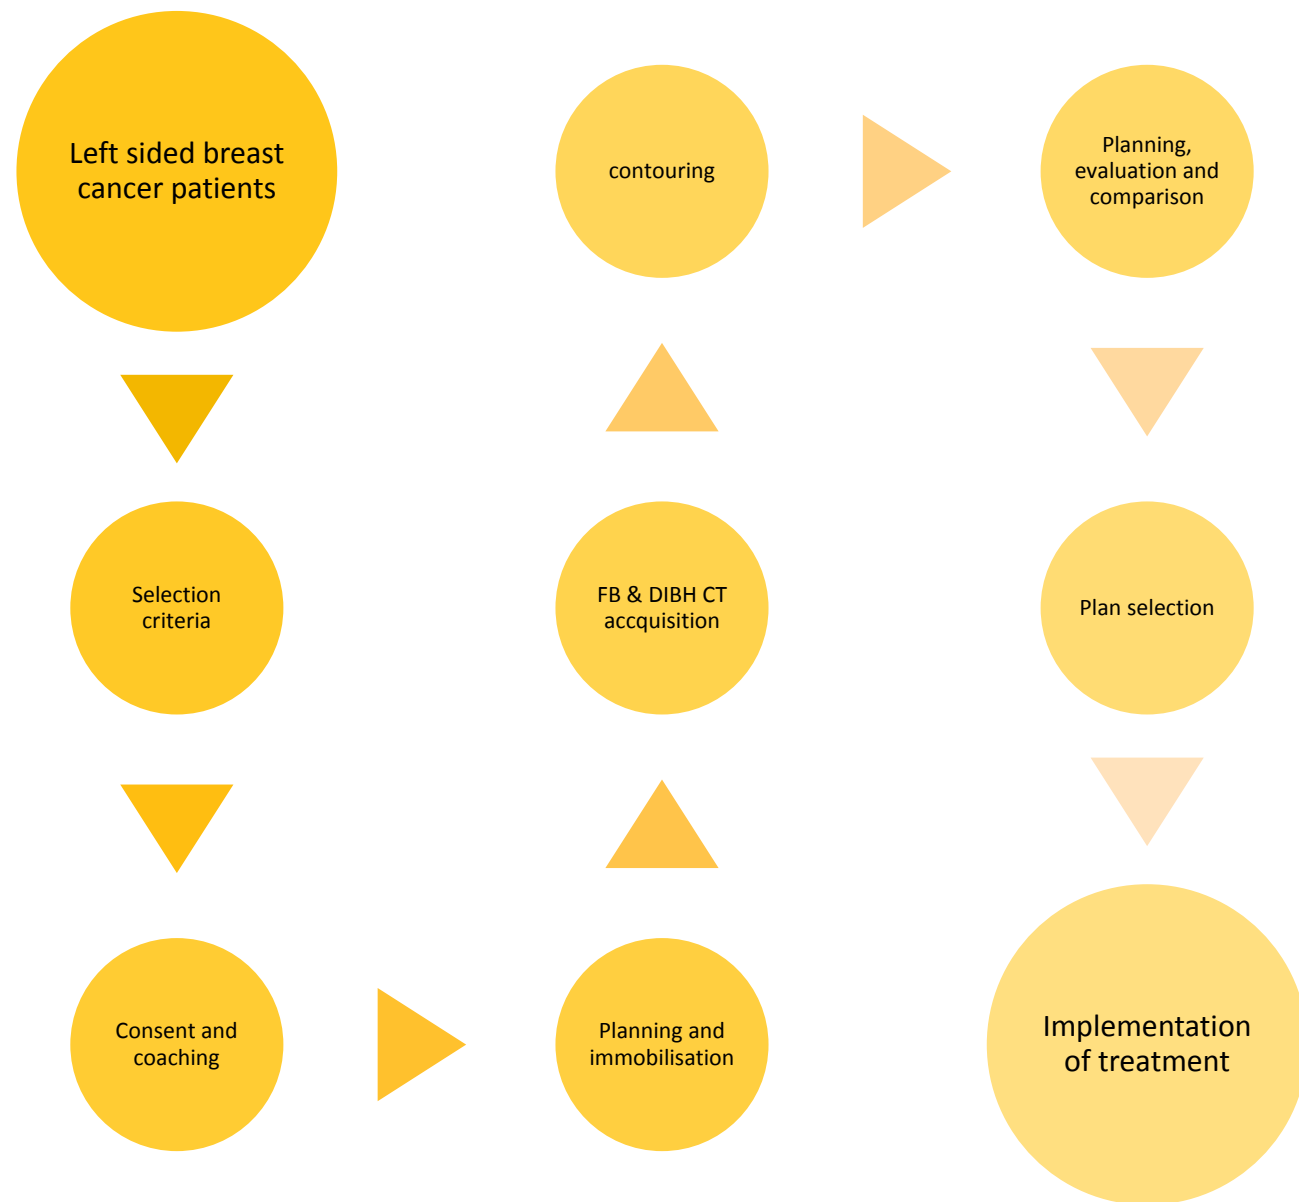 Left sided breast
cancer patients
Selection
criteria
Consent and
coaching
Planning and
immobilisation
FB & DIBH CT
accquisition
contouring
Planning,
evaluation and
comparison
Plan selection
Implementation
of treatment